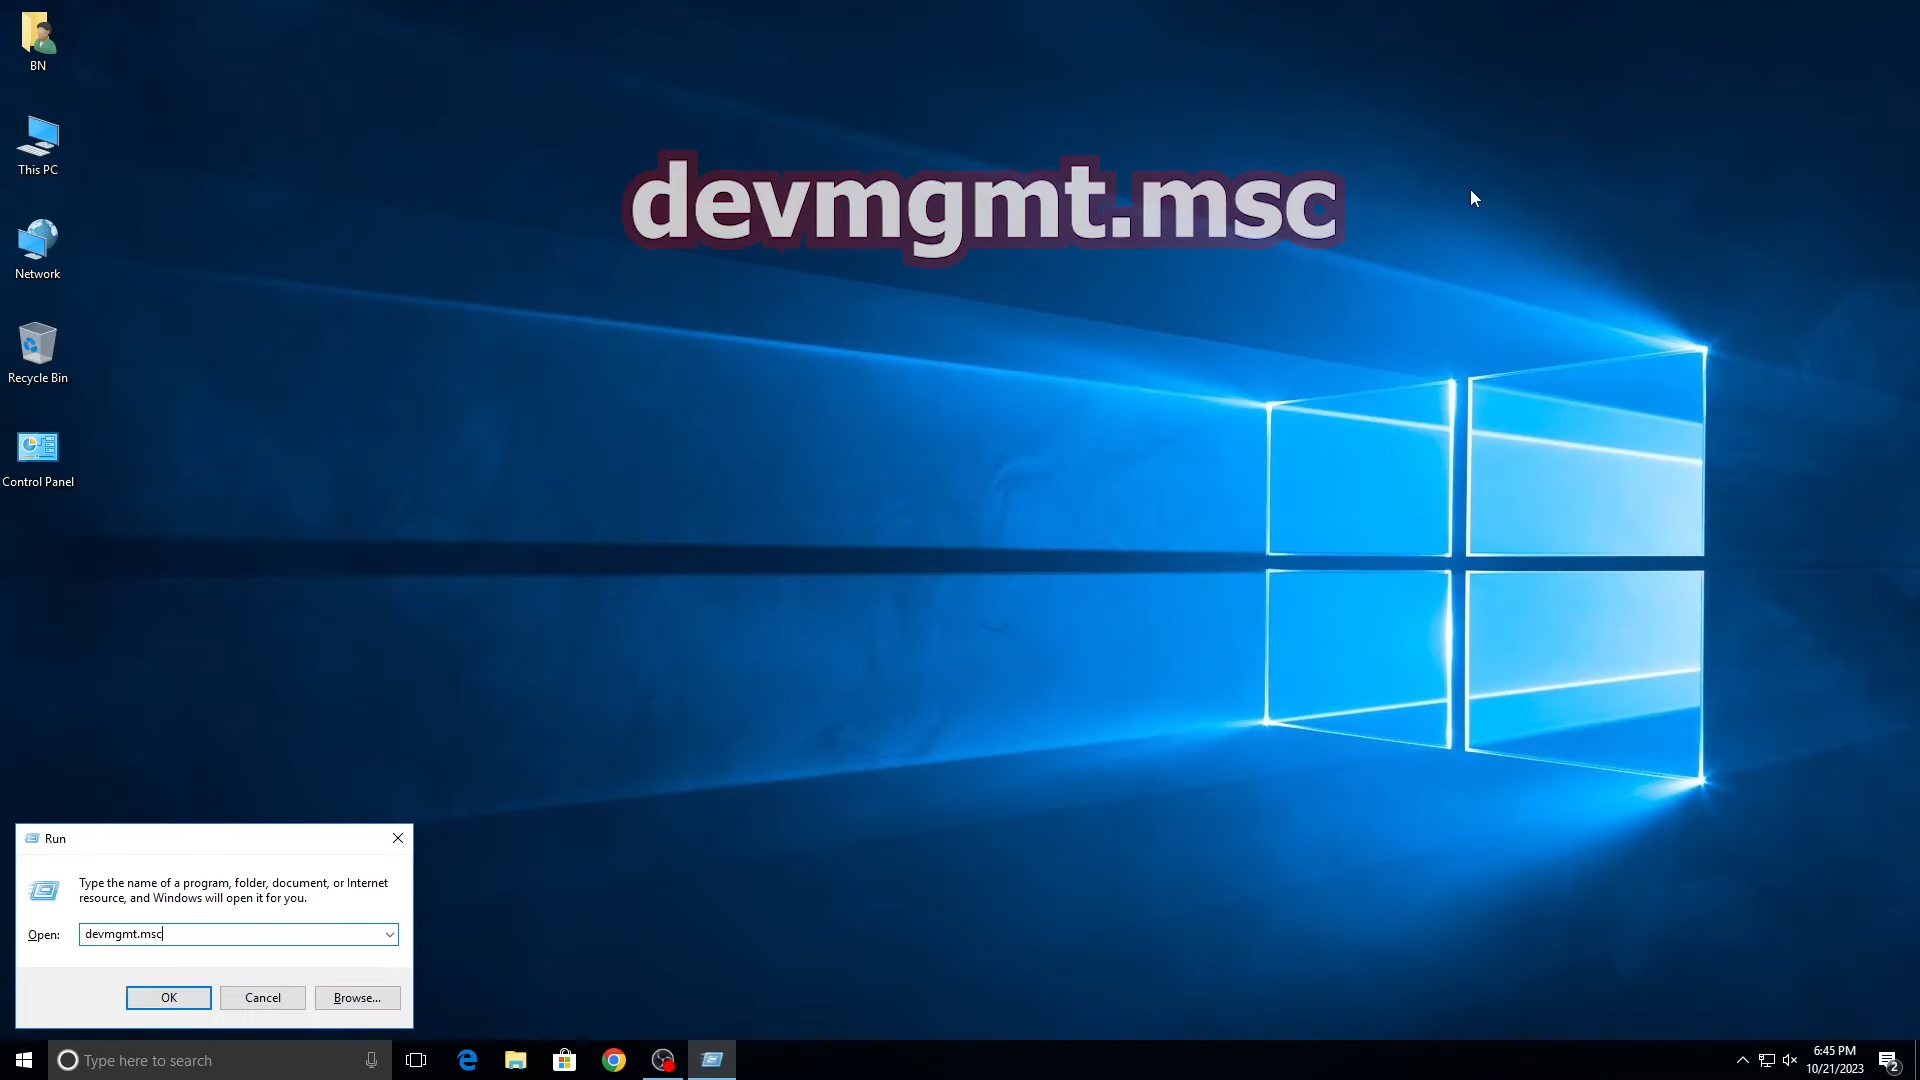 BN
This PC
Network
Recycle Bin
Control Panel
devmgmt.msc
Run
Type the name of a program, folder, document, or Internet
resource, and Windows will open it for you.
Open: devmgmt.msc
OK Cancel Browse...
Type here to search
6:45 PM
10/21/2023
2